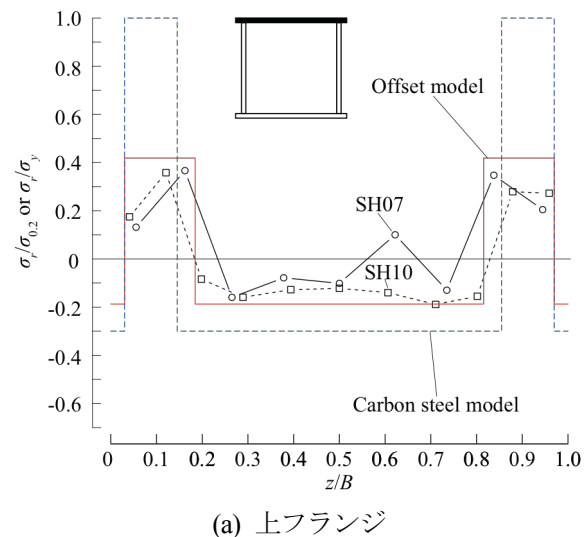 1.0
0.8
0.6
0.4
0.2
0
-0.2
-0.4
-0.6
σr/σ0.2 or σr/σy
Offset model
SH07
SH10
Carbon steel model
0 0.1 0.2 0.3 0.4 0.5 0.6 0.7 0.8 0.9 1.0
z/B
(a) 上フランジ